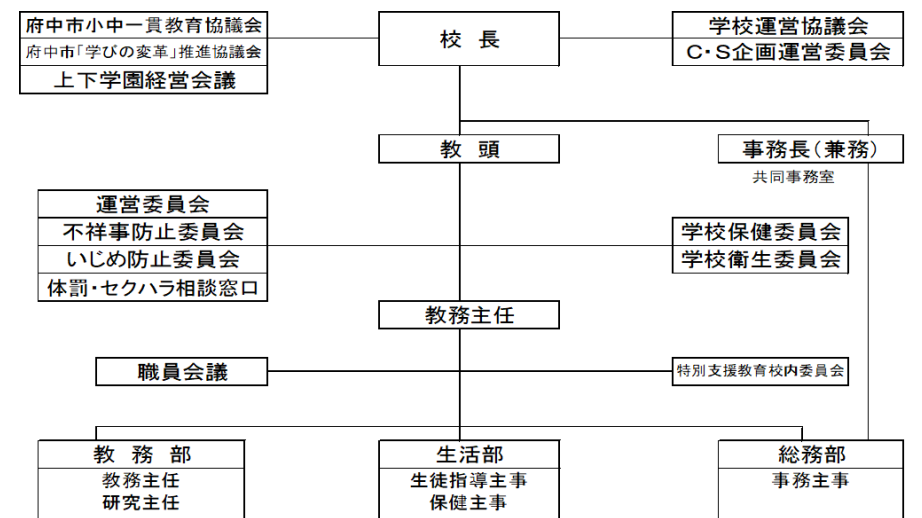 府中市小中一貫教育協議会
府中市「学びの変革」推進協議会
上下学園経営会議
校 長
学校運営協議会
C・S企画運営委員会
教 頭
事務長(兼務)
共同事務室
運営委員会
不祥事防止委員会
いじめ防止委員会
体罰・セクハラ相談窓口
学校保健委員会
学校衛生委員会
教務主任
職員会議
特別支援教育校内委員会
教 務 部
教務主任
研究主任
生活部
生徒指導主事
保健主事
総務部
事務主事